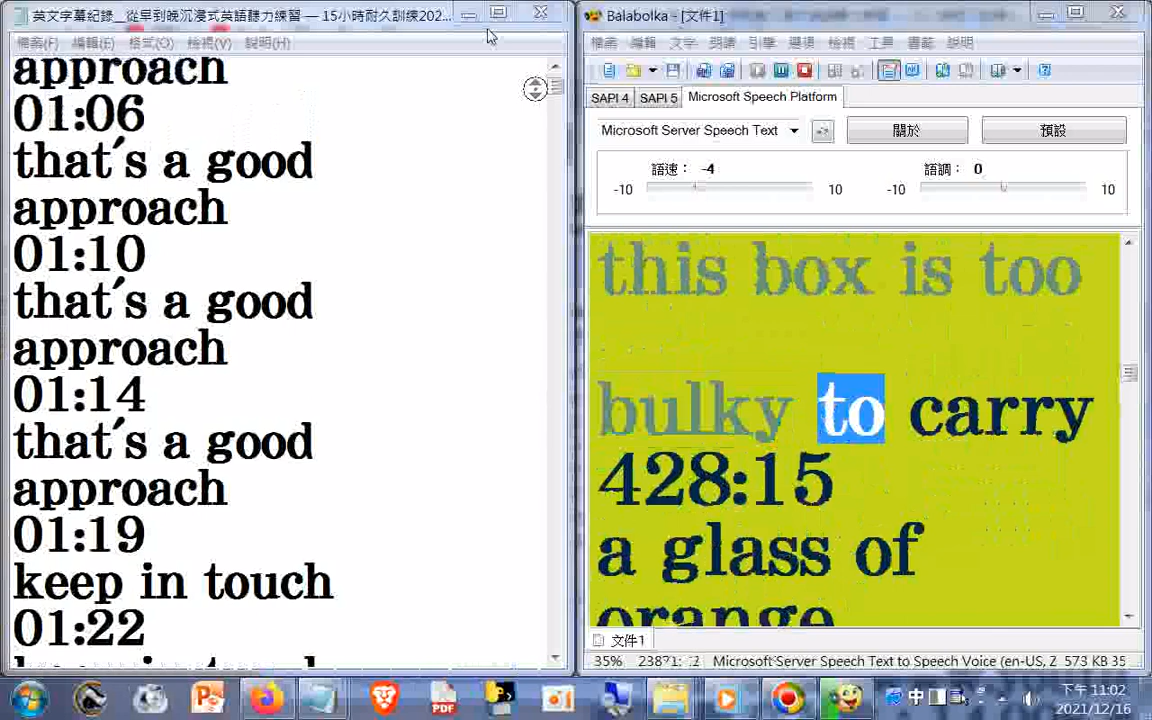 英文字幕紀錄__從早到晚沉浸式英語聽力練習 — 15小時耐久訓練202...
檔案(F) 編輯(E) 格式(O) 檢視(V) 說明(H)
approach
01:06
that's a good
approach
01:10
that's a good
approach
01:14
that's a good
approach
01:19
keep in touch
01:22
Balabolka - [文件1]
檔案 編輯 文字 朗讀 引擎 選項 檢視 工具 書籤 說明
SAPI 4 SAPI 5 Microsoft Speech Platform
Microsoft Server Speech Text 關於 預設
語速： -4 語調： 0
-10 10 -10 10
this box is too
bulky to carry
428:15
a glass of
orange
文件1
35% Microsoft Server Speech Text to Speech Voice (en-US, Z 573 KB 35
中
下午 11:02
2021/12/16